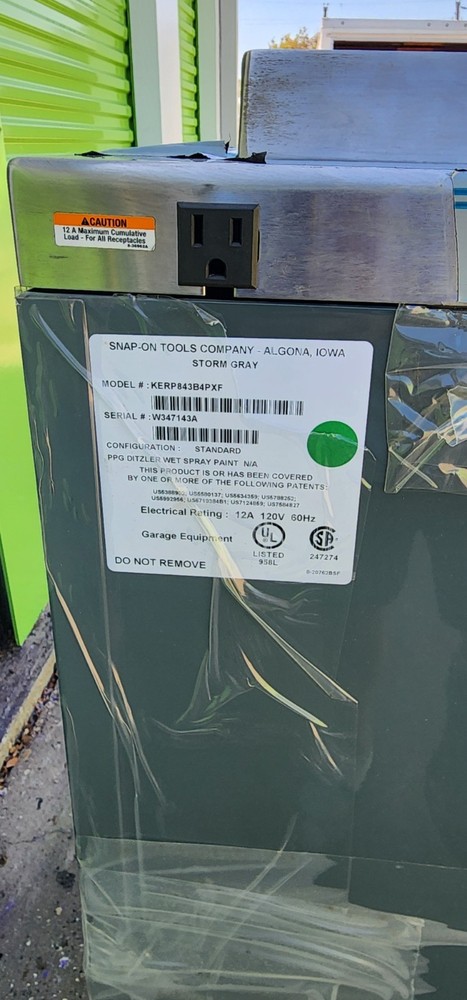 ⚠CAUTION
12 A Maximum Cumulative
Load - For All Receptacles
SNAP-ON TOOLS COMPANY - ALGONA, IOWA
STORM GRAY
MODEL # : KERP843B4PXF
SERIAL # : W347143A
CONFIGURATION : STANDARD
PPG DITZLER WET SPRAY PAINT N/A
THIS PRODUCT IS OR HAS BEEN COVERED
BY ONE OR MORE OF THE FOLLOWING PATENTS:
Electrical Rating : 12A 120V 60Hz
Garage Equipment
UL
LISTED
958L
SA
247274
DO NOT REMOVE